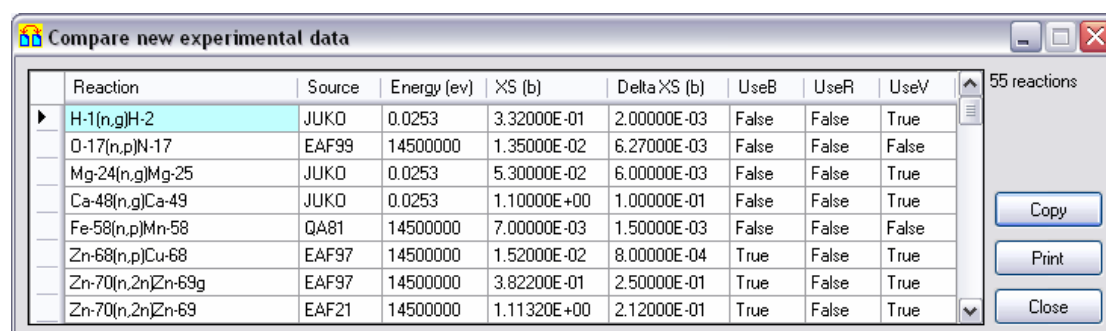 Compare new experimental data
Reaction Source Energy (ev) XS (b) Delta XS (b) UseB UseR UseV 55 reactions
H-1(n,g)H-2 JUKO 0.0253 3.32000E-01 2.00000E-03 False False True
O-17(n,p)N-17 EAF99 14500000 1.35000E-02 6.27000E-03 False False False
Mg-24(n,g)Mg-25 JUKO 0.0253 5.30000E-02 6.00000E-03 False False True
Ca-48(n,g)Ca-49 JUKO 0.0253 1.10000E+00 1.00000E-01 False False True
Copy
Fe-58(n,p)Mn-58 QA81 14500000 7.00000E-03 1.50000E-03 False False False
Zn-68(n,p)Cu-68 EAF97 14500000 1.52000E-02 8.00000E-04 True False True
Print
Zn-70(n,2n)Zn-69g EAF97 14500000 3.82200E-01 2.50000E-01 True False True
Zn-70(n,2n)Zn-69 EAF21 14500000 1.11320E+00 2.12000E-01 True False True
Close